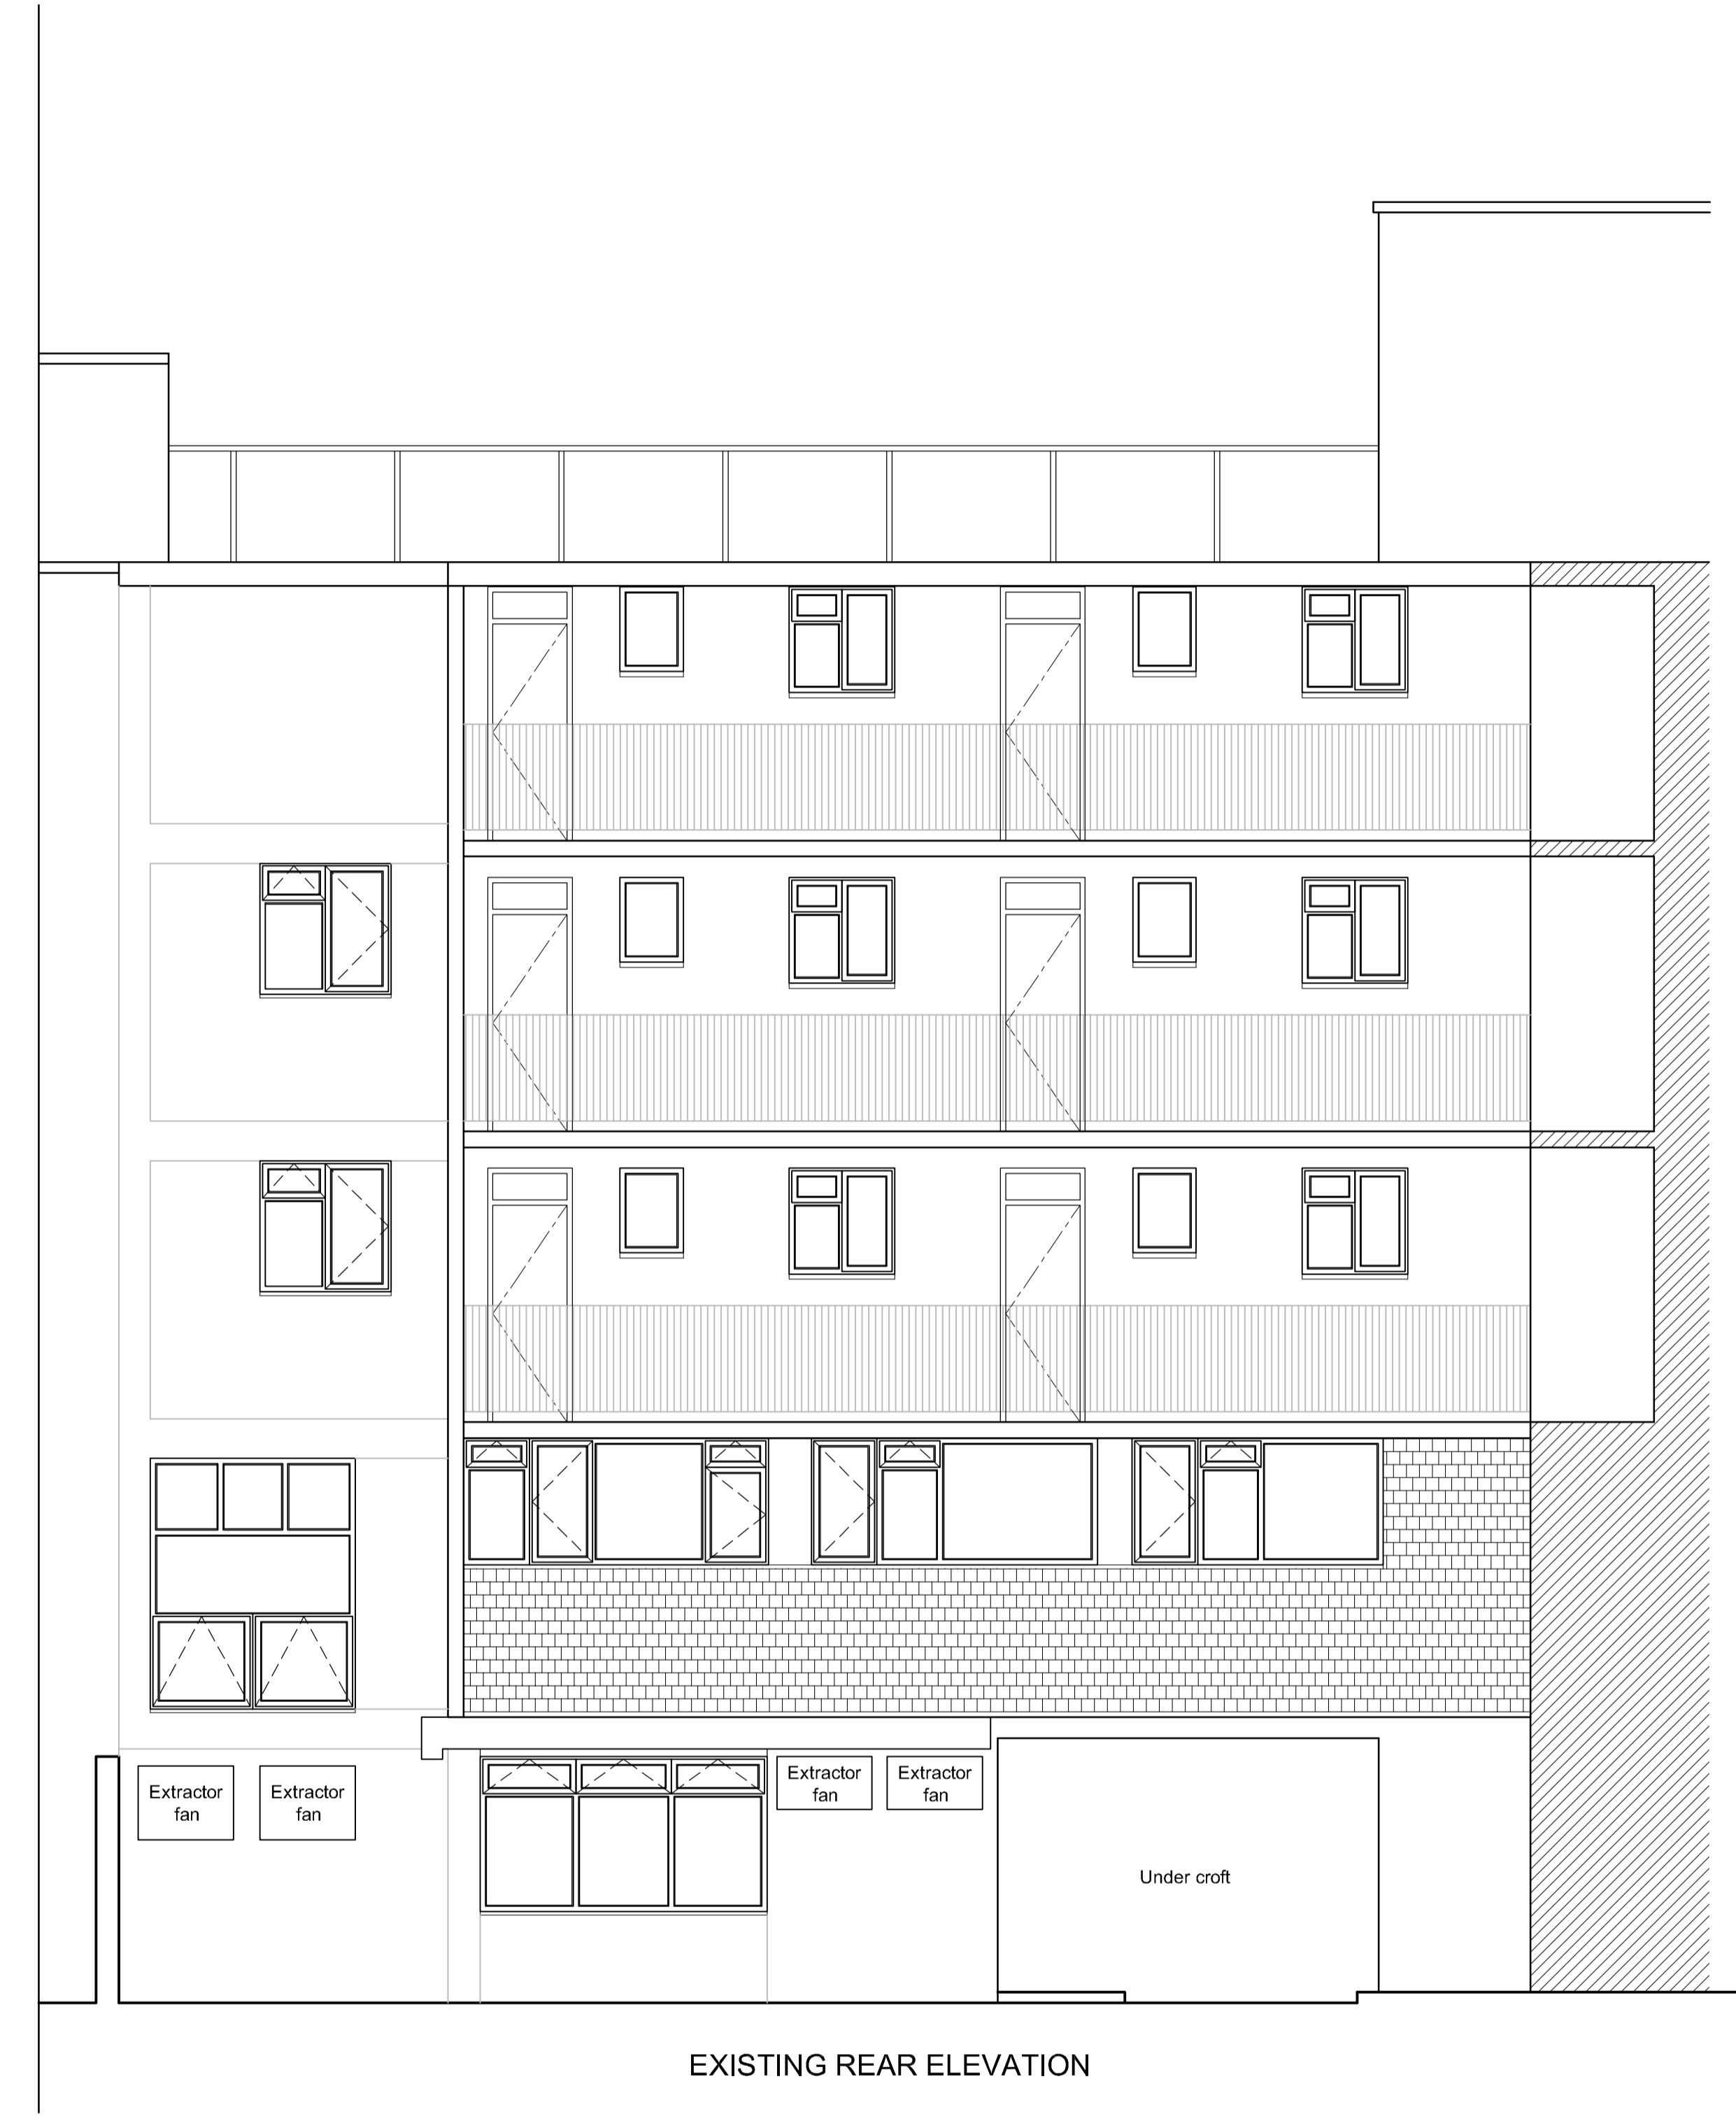 Extractor
fan
Extractor
fan
Extractor
fan
Extractor
fan
Under croft
EXISTING REAR ELEVATION